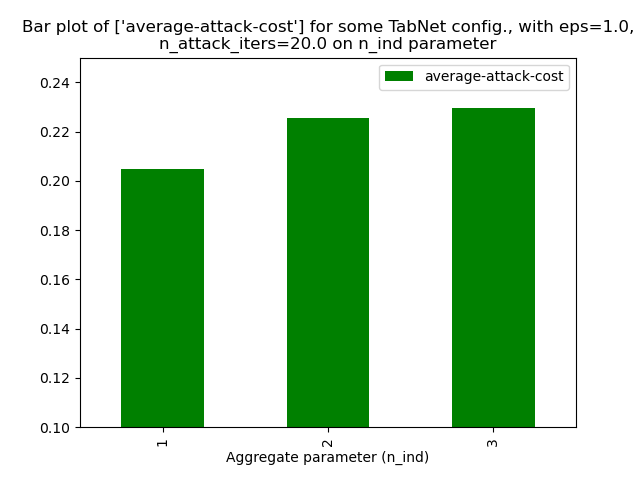 Bar plot of ['average-attack-cost'] for some TabNet config., with eps=1.0,
n_attack_iters=20.0 on n_ind parameter
average-attack-cost
0.24
0.22
0.20
0.18
0.16
0.14
0.12
0.10
1
2
3
Aggregate parameter (n_ind)